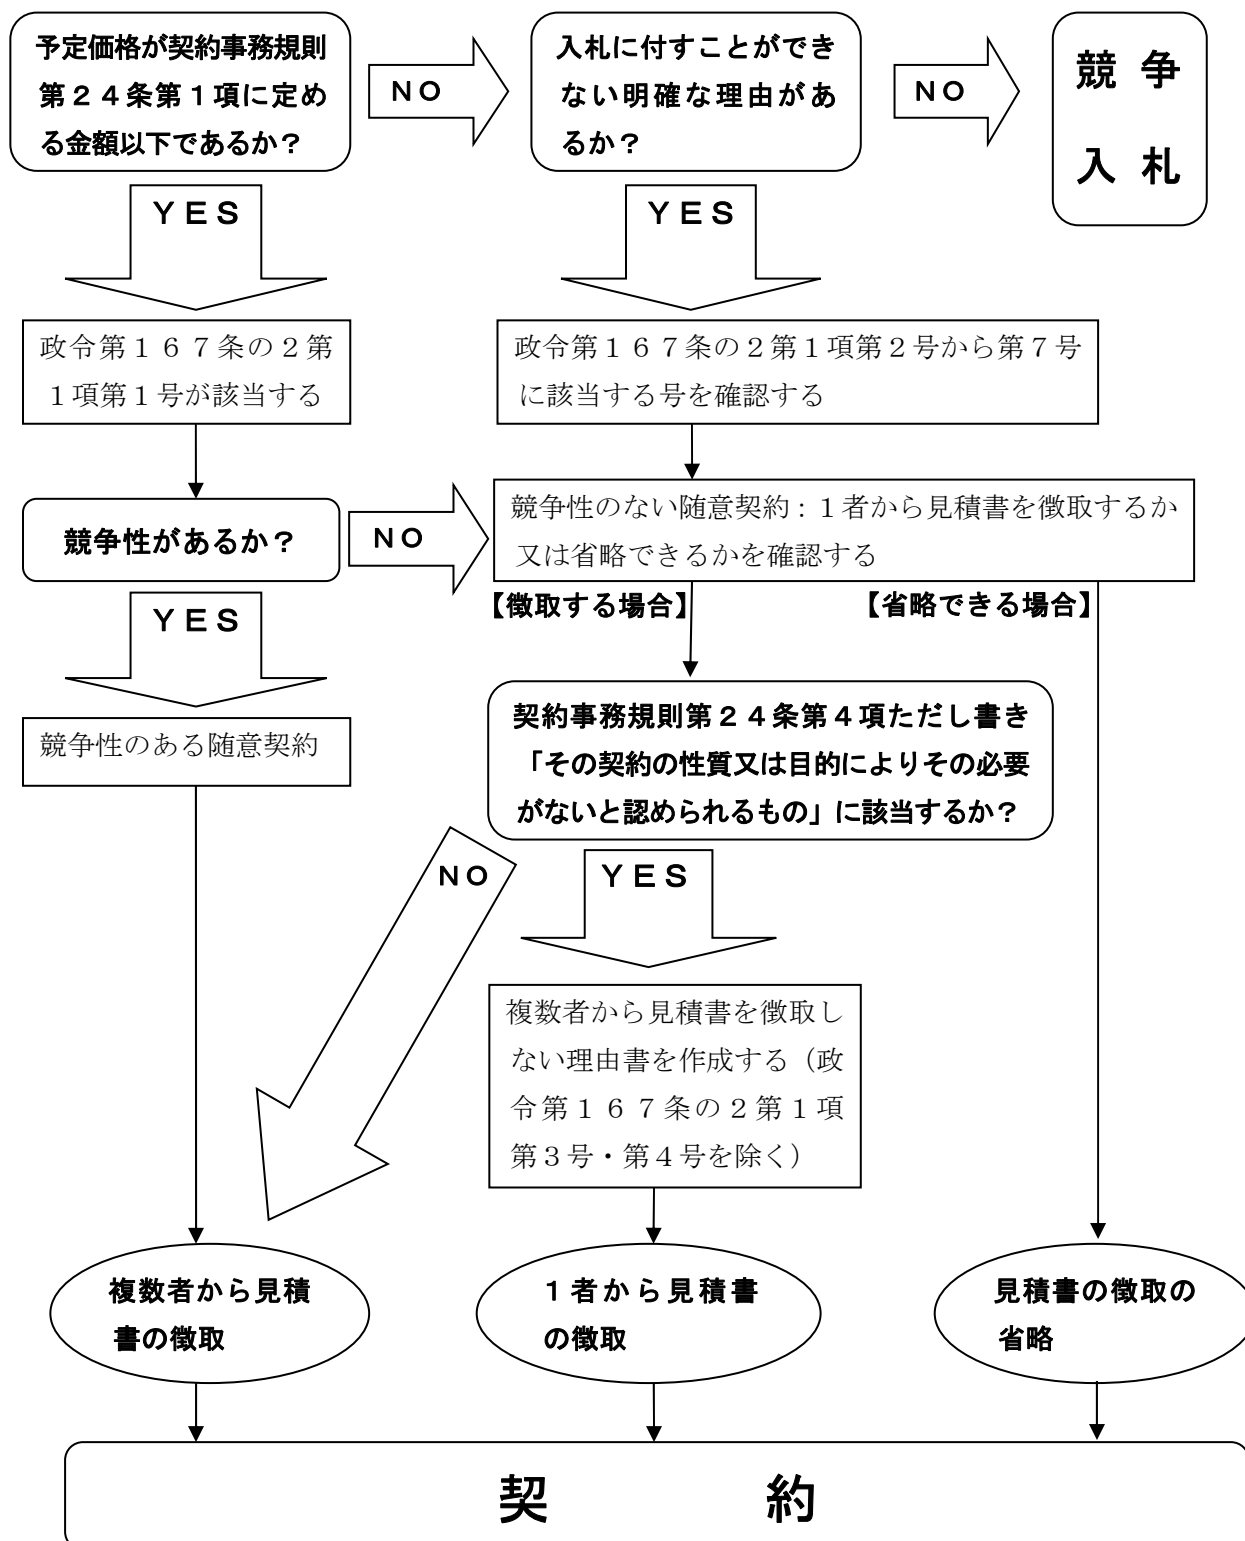 予定価格が契約事務規則
第２４条第１項に定め
る金額以下であるか？
ＮＯ
入札に付すことができ
ない明確な理由があ
るか？
ＮＯ
競 争
入 札
ＹＥＳ
ＹＥＳ
政令第１６７条の２第
１項第１号が該当する
政令第１６７条の２第１項第２号から第７号
に該当する号を確認する
競争性があるか？
ＮＯ
競争性のない随意契約：１者から見積書を徴取するか
又は省略できるかを確認する
【徴取する場合】
【省略できる場合】
ＹＥＳ
競争性のある随意契約
契約事務規則第２４条第４項ただし書き
「その契約の性質又は目的によりその必要
がないと認められるもの」に該当するか？
ＮＯ
ＹＥＳ
複数者から見積書を徴取し
ない理由書を作成する（政
令第１６７条の２第１項
第３号・第４号を除く）
複数者から見積
書の徴取
１者から見積書
の徴取
見積書の徴取の
省略
契 約